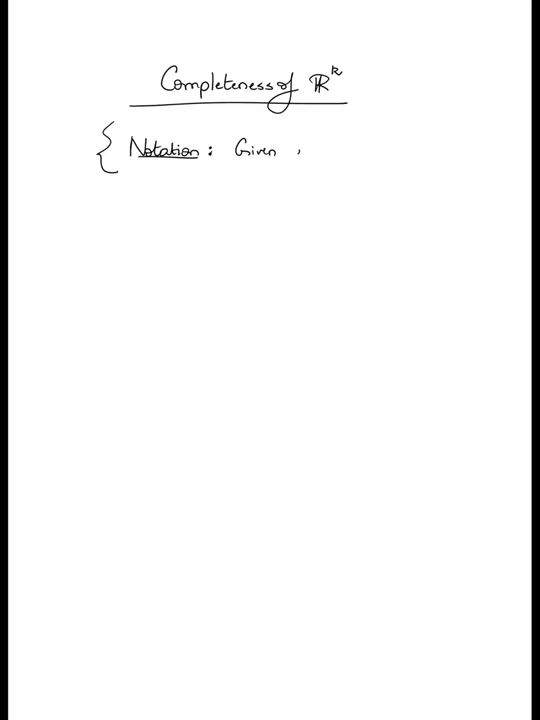 Completeness of ℝᵏ
{ Notation : Given ,